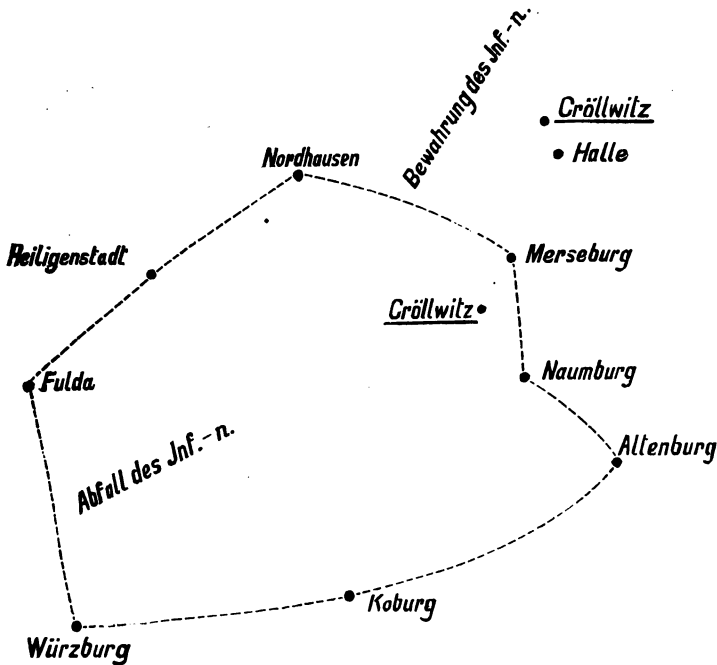 Bewahrung des Jnf.-n.
Cröllwitz
Halle
Nordhausen
Heiligenstadt
Merseburg
Cröllwitz
Fulda
Naumburg
Abfall des Jnf.-n.
Altenburg
Koburg
Würzburg